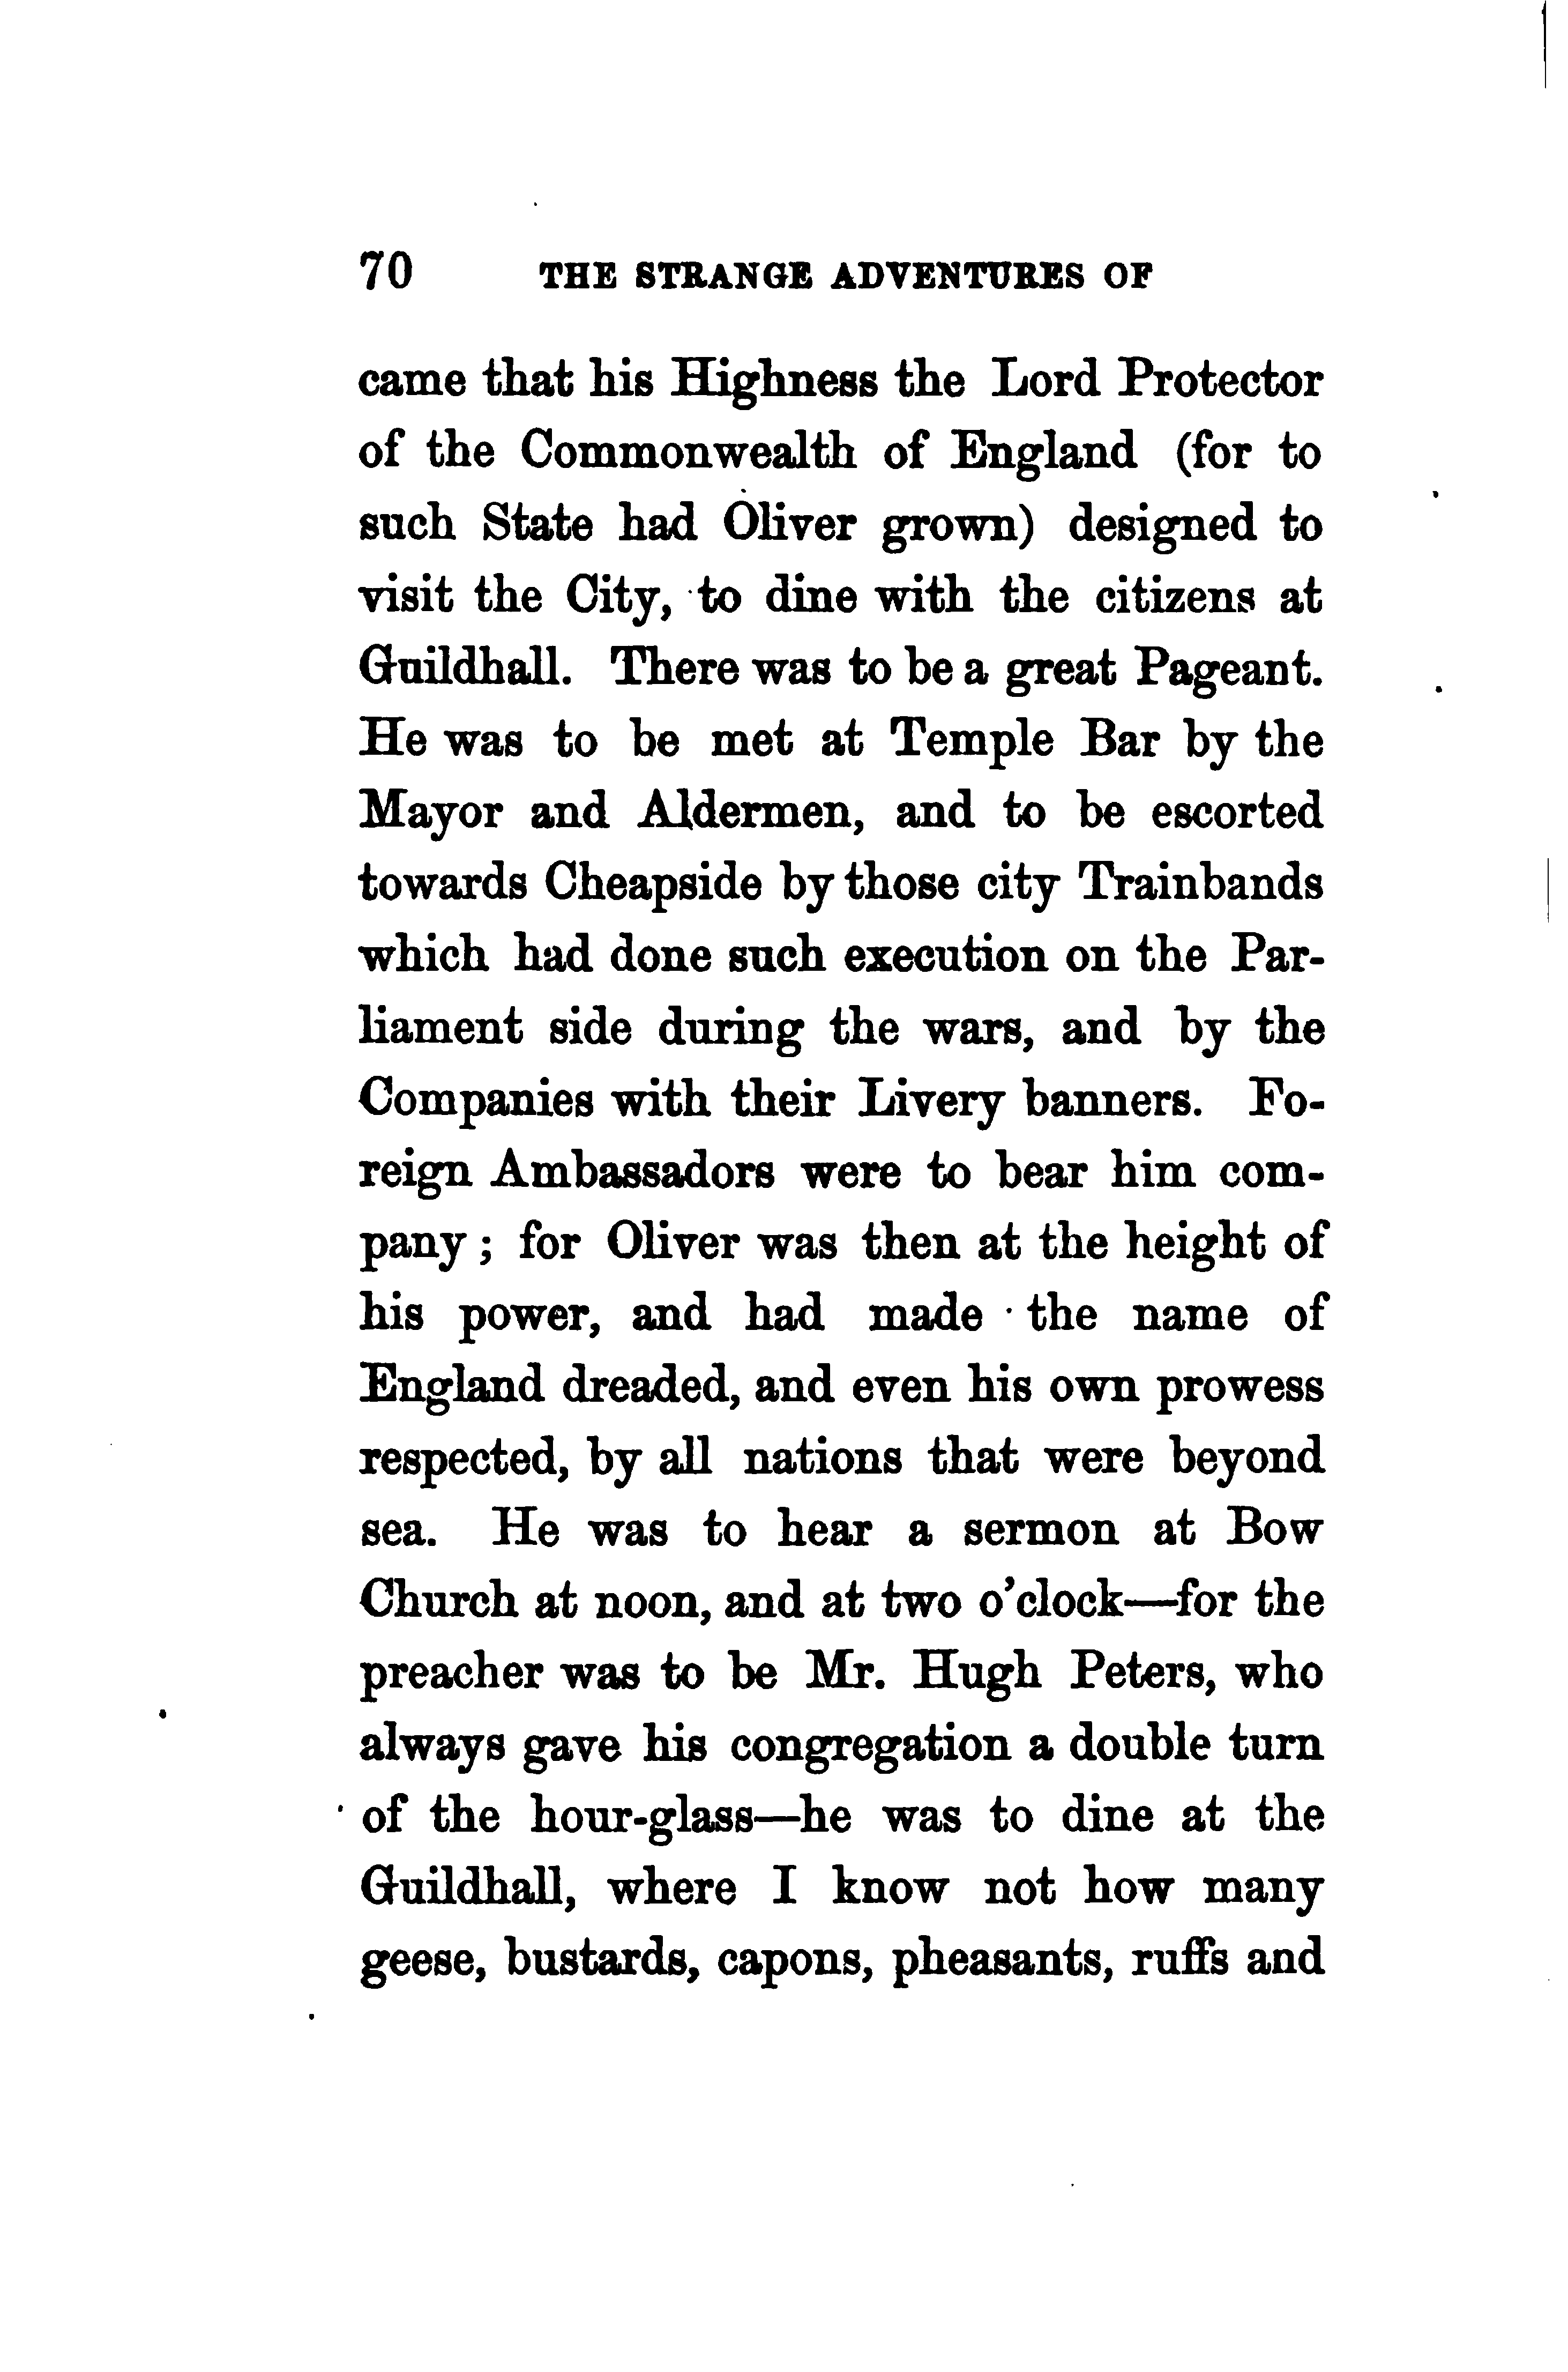 70 THE STRANGE ADVENTURES OF
came that his Highness the Lord Protector
of the Commonwealth of England (for to
such State had Oliver grown) designed to
visit the City, to dine with the citizens at
Guildhall. There was to be a great Pageant.
He was to be met at Temple Bar by the
Mayor and Aldermen, and to be escorted
towards Cheapside by those city Trainbands
which had done such execution on the Par-
liament side during the wars, and by the
Companies with their Livery banners. Fo-
reign Ambassadors were to bear him com-
pany; for Oliver was then at the height of
his power, and had made the name of
England dreaded, and even his own prowess
respected, by all nations that were beyond
sea. He was to hear a sermon at Bow
Church at noon, and at two o'clock—for the
preacher was to be Mr. Hugh Peters, who
always gave his congregation a double turn
of the hour-glass—he was to dine at the
Guildhall, where I know not how many
geese, bustards, capons, pheasants, ruffs and